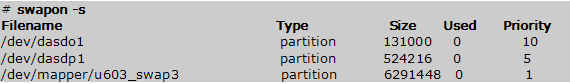 # swapon -s
Filename Type Size Used Priority
/dev/dasdo1 partition 131000 0 10
/dev/dasdp1 partition 524216 0 5
/dev/mapper/u603_swap3 partition 6291448 0 1